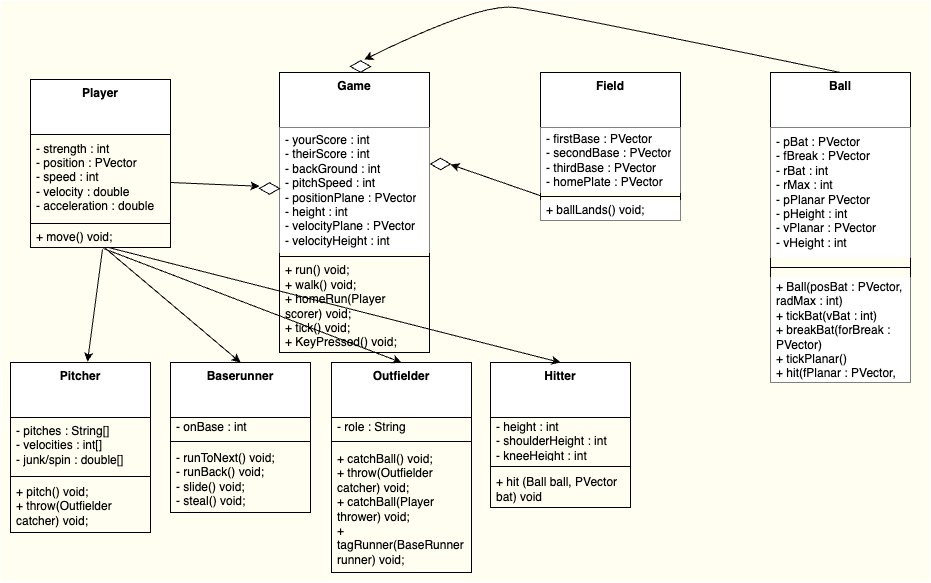 Player
- strength : int
- position : PVector
- speed : int
- velocity : double
- acceleration : double
+ move() void;
Game
- yourScore : int
- theirScore : int
- backGround : int
- pitchSpeed : int
- positionPlane : PVector
- height : int
- velocityPlane : PVector
- velocityHeight : int
+ run() void;
+ walk() void;
+ homeRun(Player
scorer) void;
+ tick() void;
+ KeyPressed() void;
Field
- firstBase : PVector
- secondBase : PVector
- thirdBase : PVector
- homePlate : PVector
+ ballLands() void;
Ball
- pBat : PVector
- fBreak : PVector
- rBat : int
- rMax : int
- pPlanar PVector
- pHeight : int
- vPlanar : PVector
- vHeight : int
+ Ball(posBat : PVector,
radMax : int)
+ tickBat(vBat : int)
+ breakBat(forBreak :
PVector)
+ tickPlanar()
+ hit(fPlanar : PVector,
Pitcher
- pitches : String[]
- velocities : int[]
- junk/spin : double[]
+ pitch() void;
+ throw(Outfielder
catcher) void;
Baserunner
- onBase : int
- runToNext() void;
- runBack() void;
- slide() void;
- steal() void;
Outfielder
- role : String
+ catchBall() void;
+ throw(Outfielder
catcher) void;
+ catchBall(Player
thrower) void;
+
tagRunner(BaseRunner
runner) void;
Hitter
- height : int
- shoulderHeight : int
- kneeHeight : int
+ hit (Ball ball, PVector
bat) void